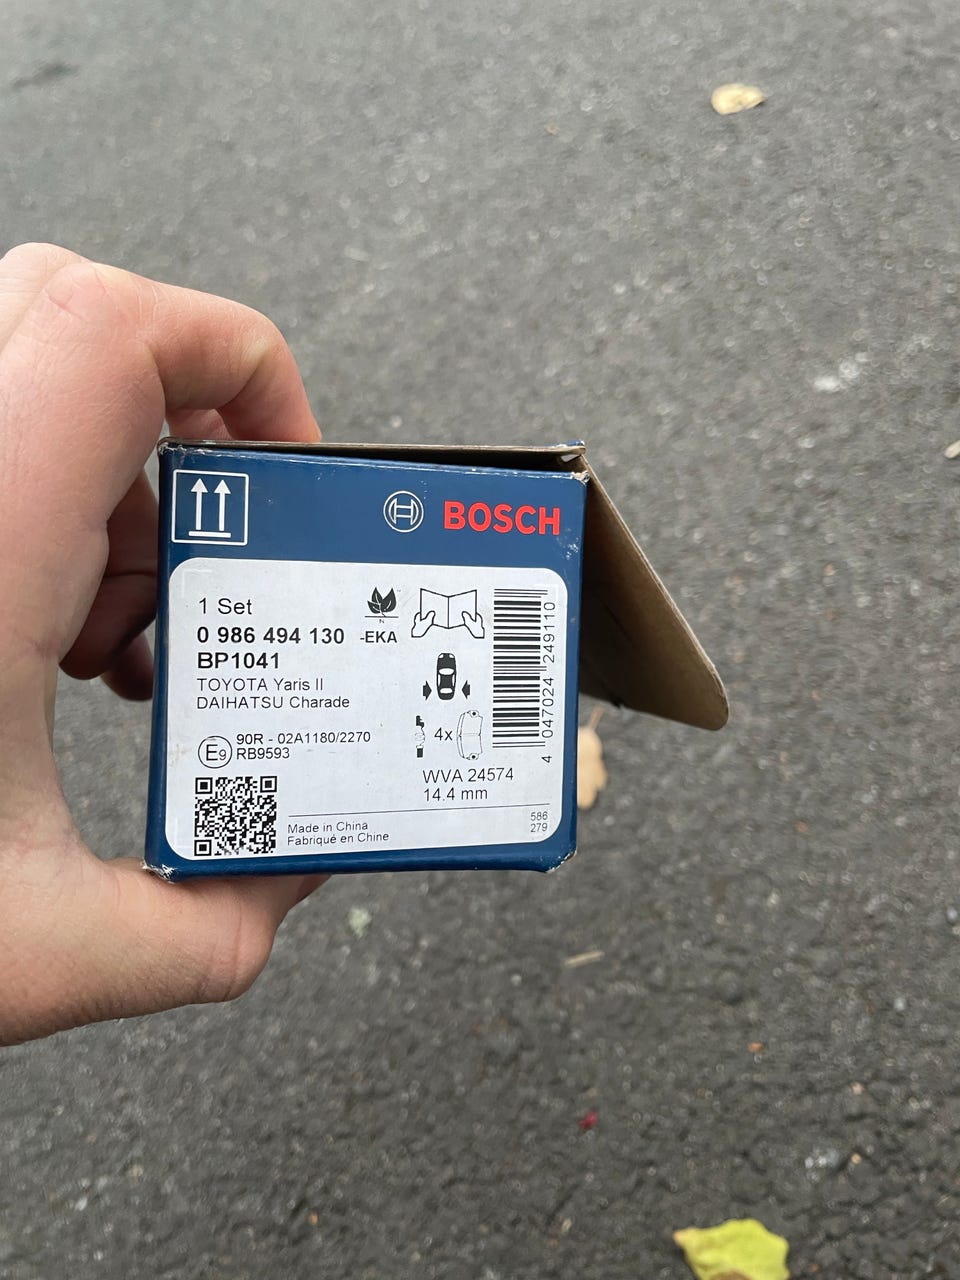 BOSCH
1 Set
0 986 494 130 -EKA
BP1041
TOYOTA Yaris II
DAIHATSU Charade
N
E9
90R - 02A1180/2270
RB9593
4x
WVA 24574
14.4 mm
Made in China
Fabriqué en Chine
586
279
4 047024 249110